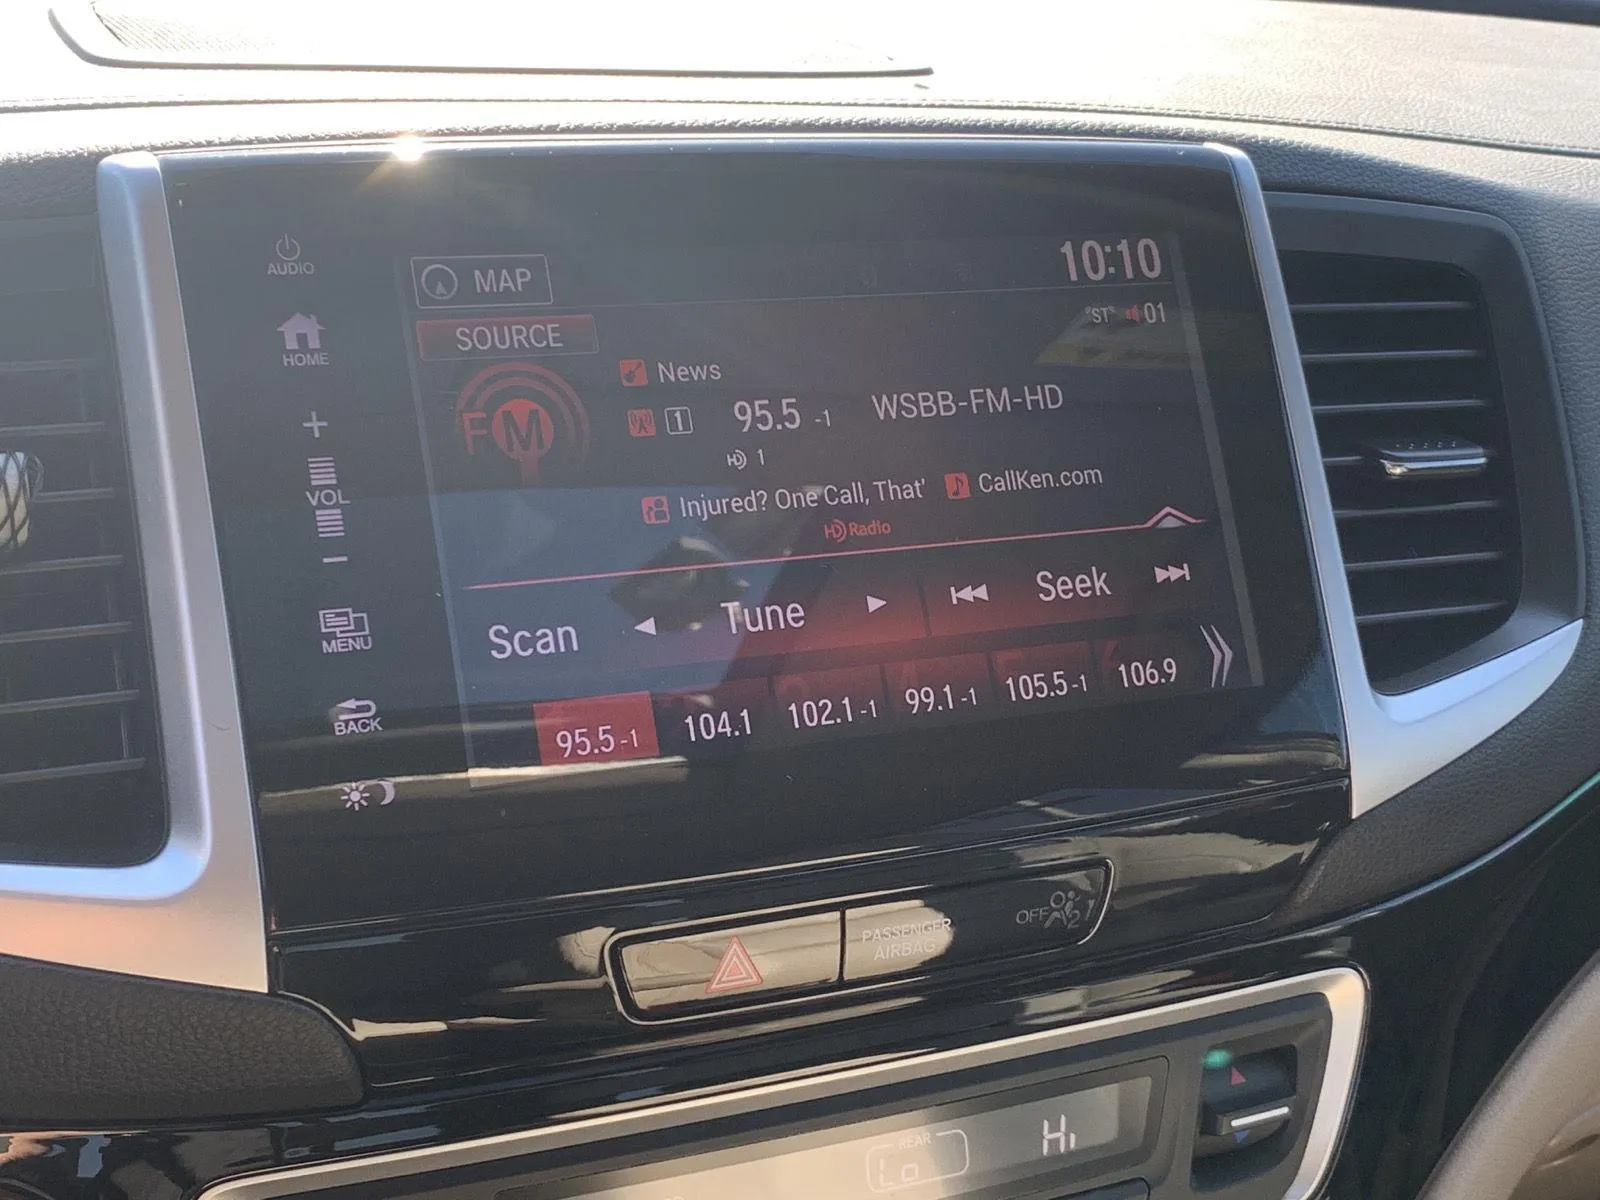 AUDIO
MAP
10:10
SOURCE
ST 01
HOME
News
FM
1 95.5 -1 WSBB-FM-HD
HD 1
+
VOL
-
Injured? One Call, That' CallKen.com
HD Radio
MENU
Scan Tune Seek
BACK
95.5-1 104.1 102.1-1 99.1-1 105.5-1 106.9
PASSENGER
AIRBAG
OFF
REAR
Lo
Hi